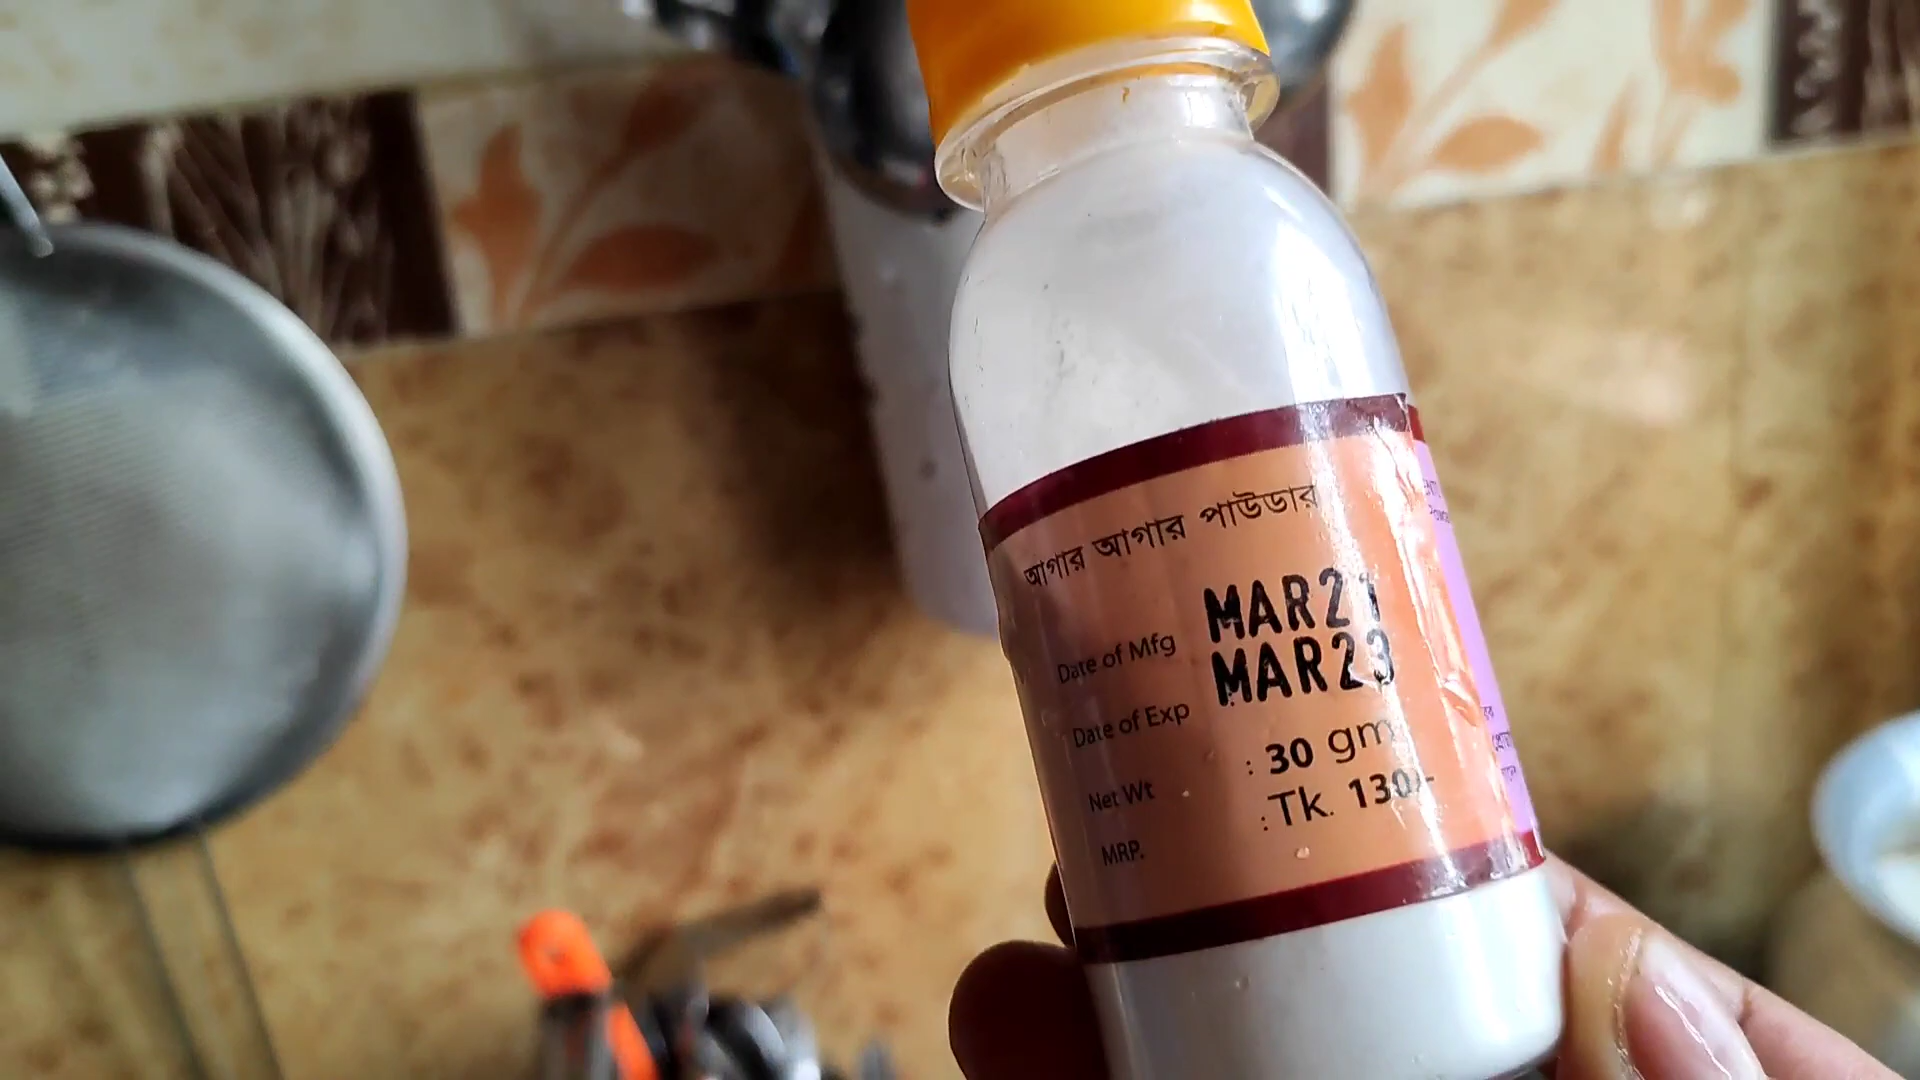 আগার আগার পাউডার
Date of Mfg MAR21
Date of Exp MAR23
Net Wt : 30 gm
MRP. : Tk. 130/-